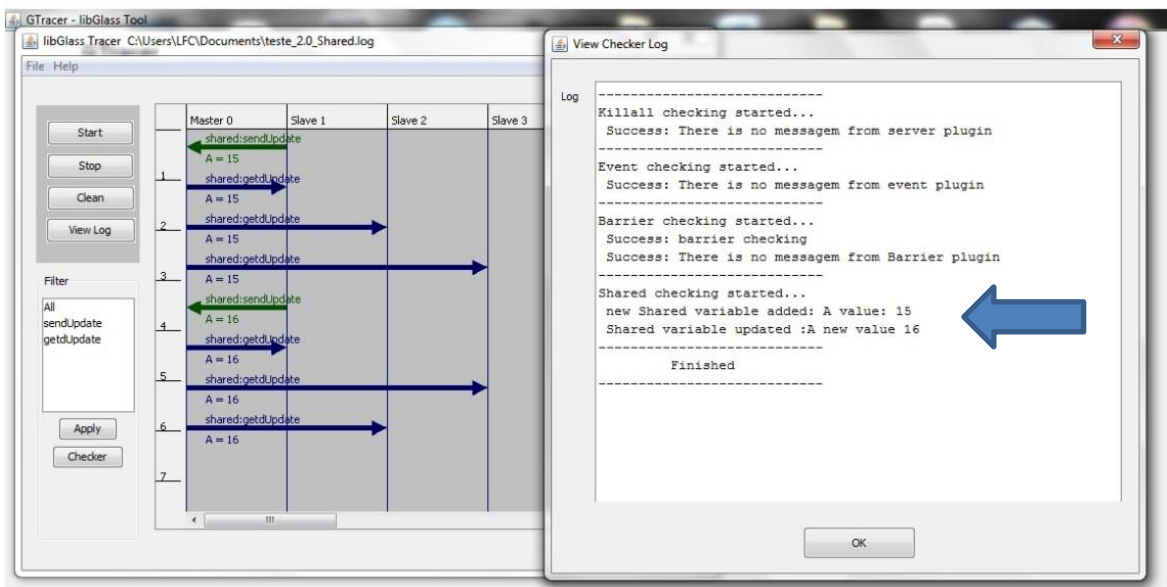 GTracer - libGlass Tool
libGlass Tracer C:\Users\LFC\Documents\teste_2.0_Shared.log
File Help
Start
Stop
Clean
View Log
Filter
All
sendUpdate
getdUpdate
Apply
Checker
Master 0 Slave 1 Slave 2 Slave 3
shared:sendUpdate
A = 15
1
shared:getdUpdate
A = 15
2
shared:getdUpdate
A = 15
shared:getdUpdate
3
A = 15
shared:sendUpdate
A = 16
4
shared:getdUpdate
A = 16
5
shared:getdUpdate
A = 16
6
shared:getdUpdate
A = 16
7
View Checker Log
Log
----------------------------
Killall checking started...
Success: There is no messagem from server plugin
----------------------------
Event checking started...
Success: There is no messagem from event plugin
----------------------------
Barrier checking started...
Success: barrier checking
Success: There is no messagem from Barrier plugin
----------------------------
Shared checking started...
new Shared variable added: A value: 15
Shared variable updated :A new value 16
----------------------------
Finished
----------------------------
OK